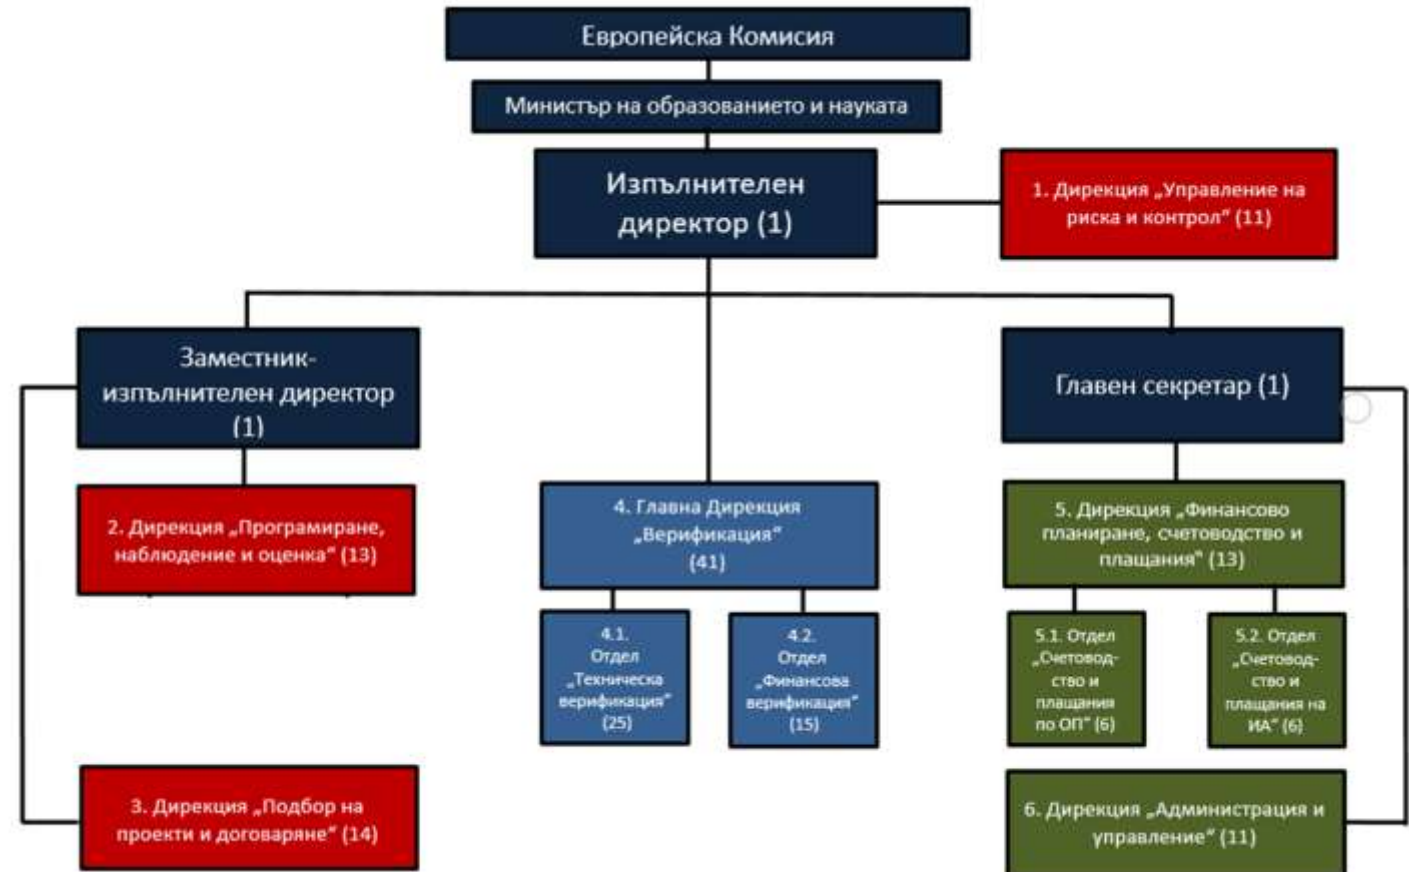 Европейска Комисия
Министър на образованието и науката
Изпълнителен
директор (1)
1. Дирекция „Управление на
риска и контрол“ (11)
Заместник-
изпълнителен директор
(1)
Главен секретар (1)
2. Дирекция „Програмиране,
наблюдение и оценка“ (13)
4. Главна Дирекция
„Верификация“
(41)
5. Дирекция „Финансово
планиране, счетоводство и
плащания“ (13)
4.1.
Отдел
„Техническа
верификация“
(25)
4.2.
Отдел
„Финансова
верификация“
(15)
5.1. Отдел
„Счетовод-
ство и
плащания
по ОП“ (6)
5.2. Отдел
„Счетовод-
ство и
плащания на
ИА“ (6)
3. Дирекция „Подбор на
проекти и договаряне“ (14)
6. Дирекция „Администрация и
управление“ (11)